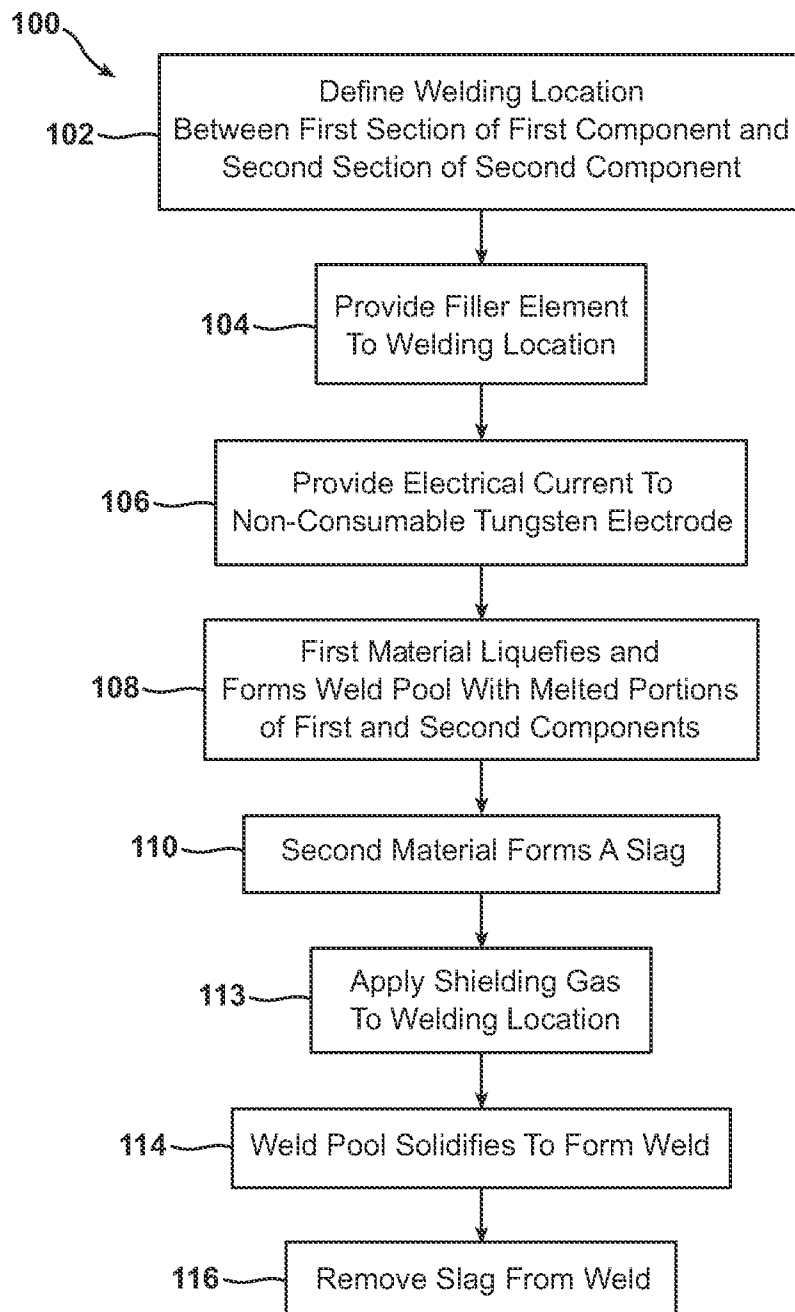 100
Define Welding Location
102
Between First Section of First Component and
Second Section of Second Component
Provide Filler Element
104
To Welding Location
Provide Electrical Current To
106
Non-Consumable Tungsten Electrode
First Material Liquefies and
108
Forms Weld Pool With Melted Portions
of First and Second Components
110
Second Material Forms A Slag
Apply Shielding Gas
113
To Welding Location
114
Weld Pool Solidifies To Form Weld
116
Remove Slag From Weld